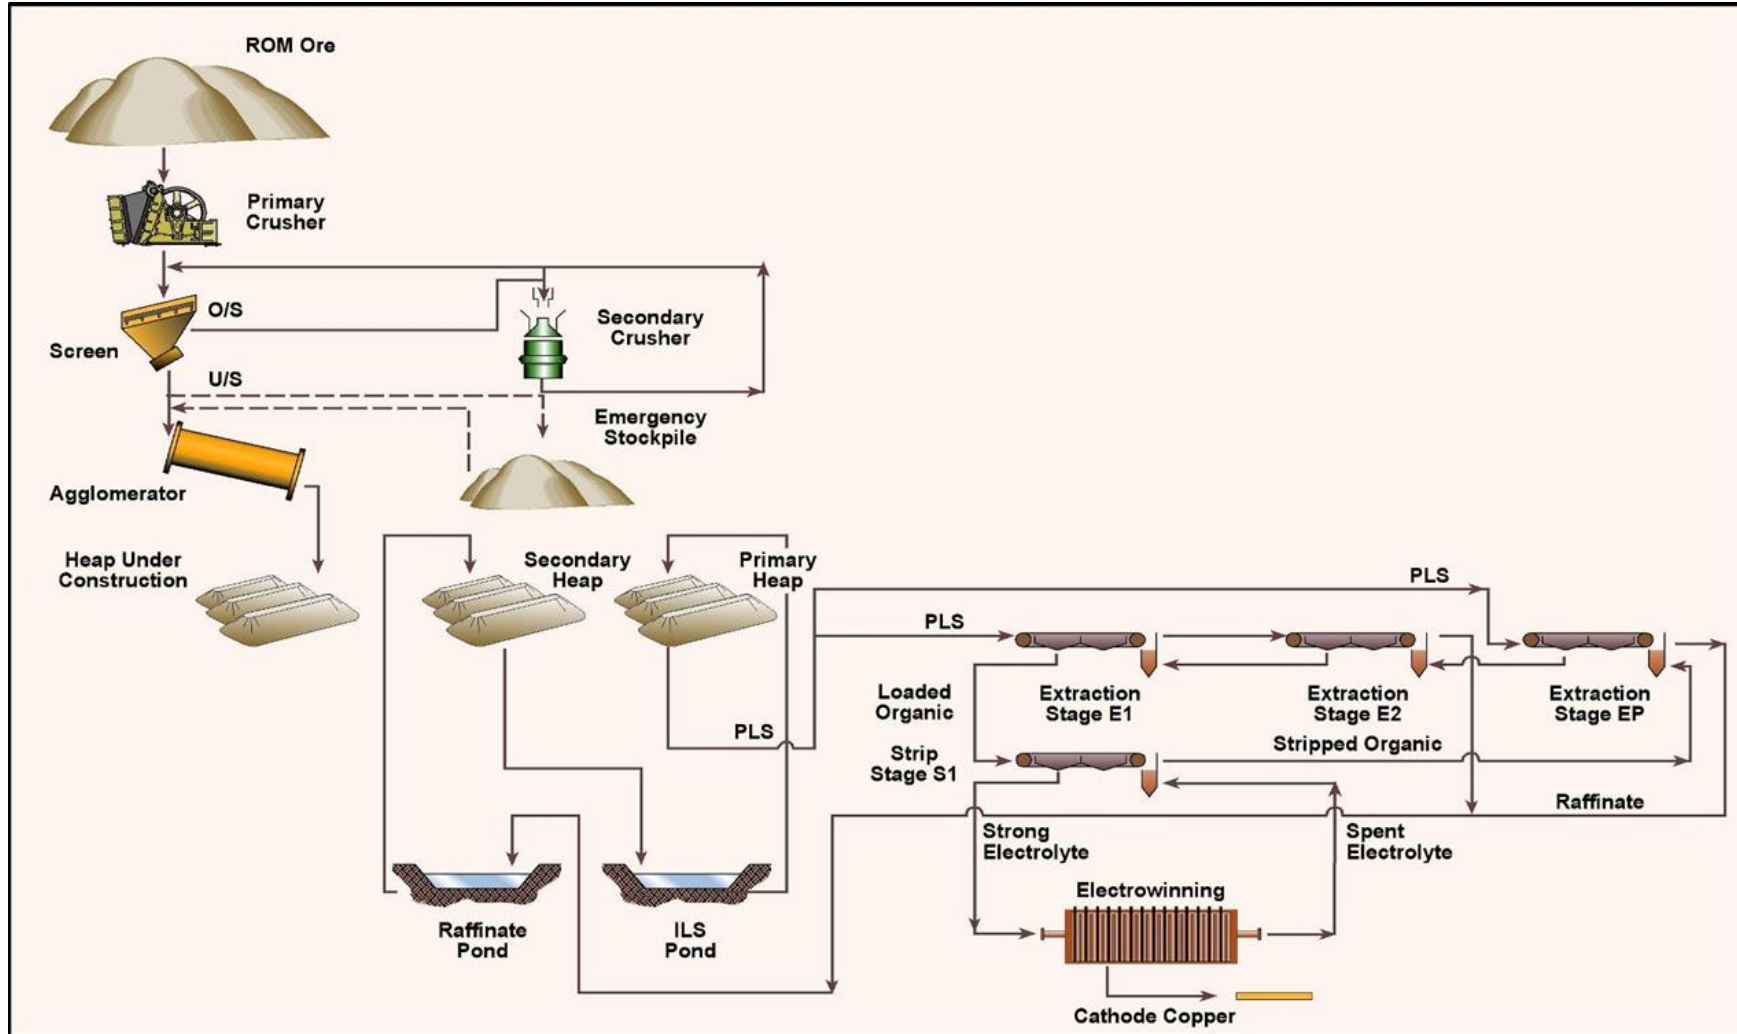 ROM Ore
Primary
Crusher
O/S
Screen
Secondary
Crusher
U/S
Emergency
Stockpile
Agglomerator
Heap Under
Construction
Secondary
Heap
Primary
Heap
PLS
PLS
Loaded
Organic
Extraction
Stage E1
Extraction
Stage E2
Extraction
Stage EP
PLS
Strip
Stage S1
Stripped Organic
Raffinate
Strong
Electrolyte
Spent
Electrolyte
Electrowinning
Raffinate
Pond
ILS
Pond
Cathode Copper